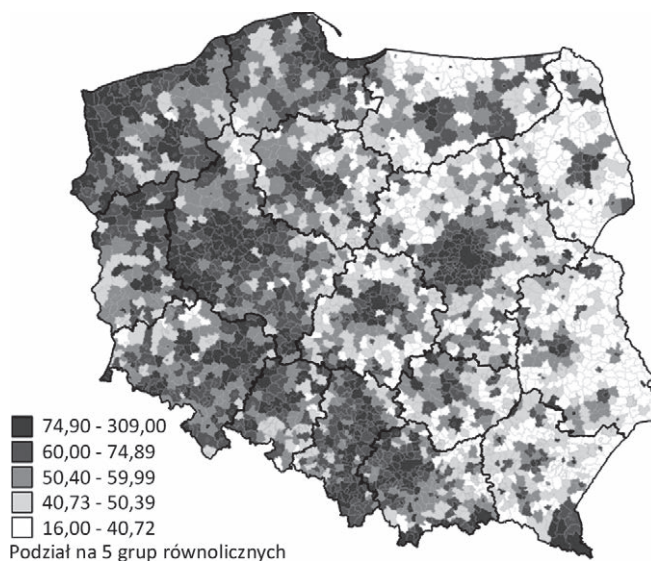 74,90 - 309,00
60,00 - 74,89
50,40 - 59,99
40,73 - 50,39
16,00 - 40,72
Podział na 5 grup równolicznych